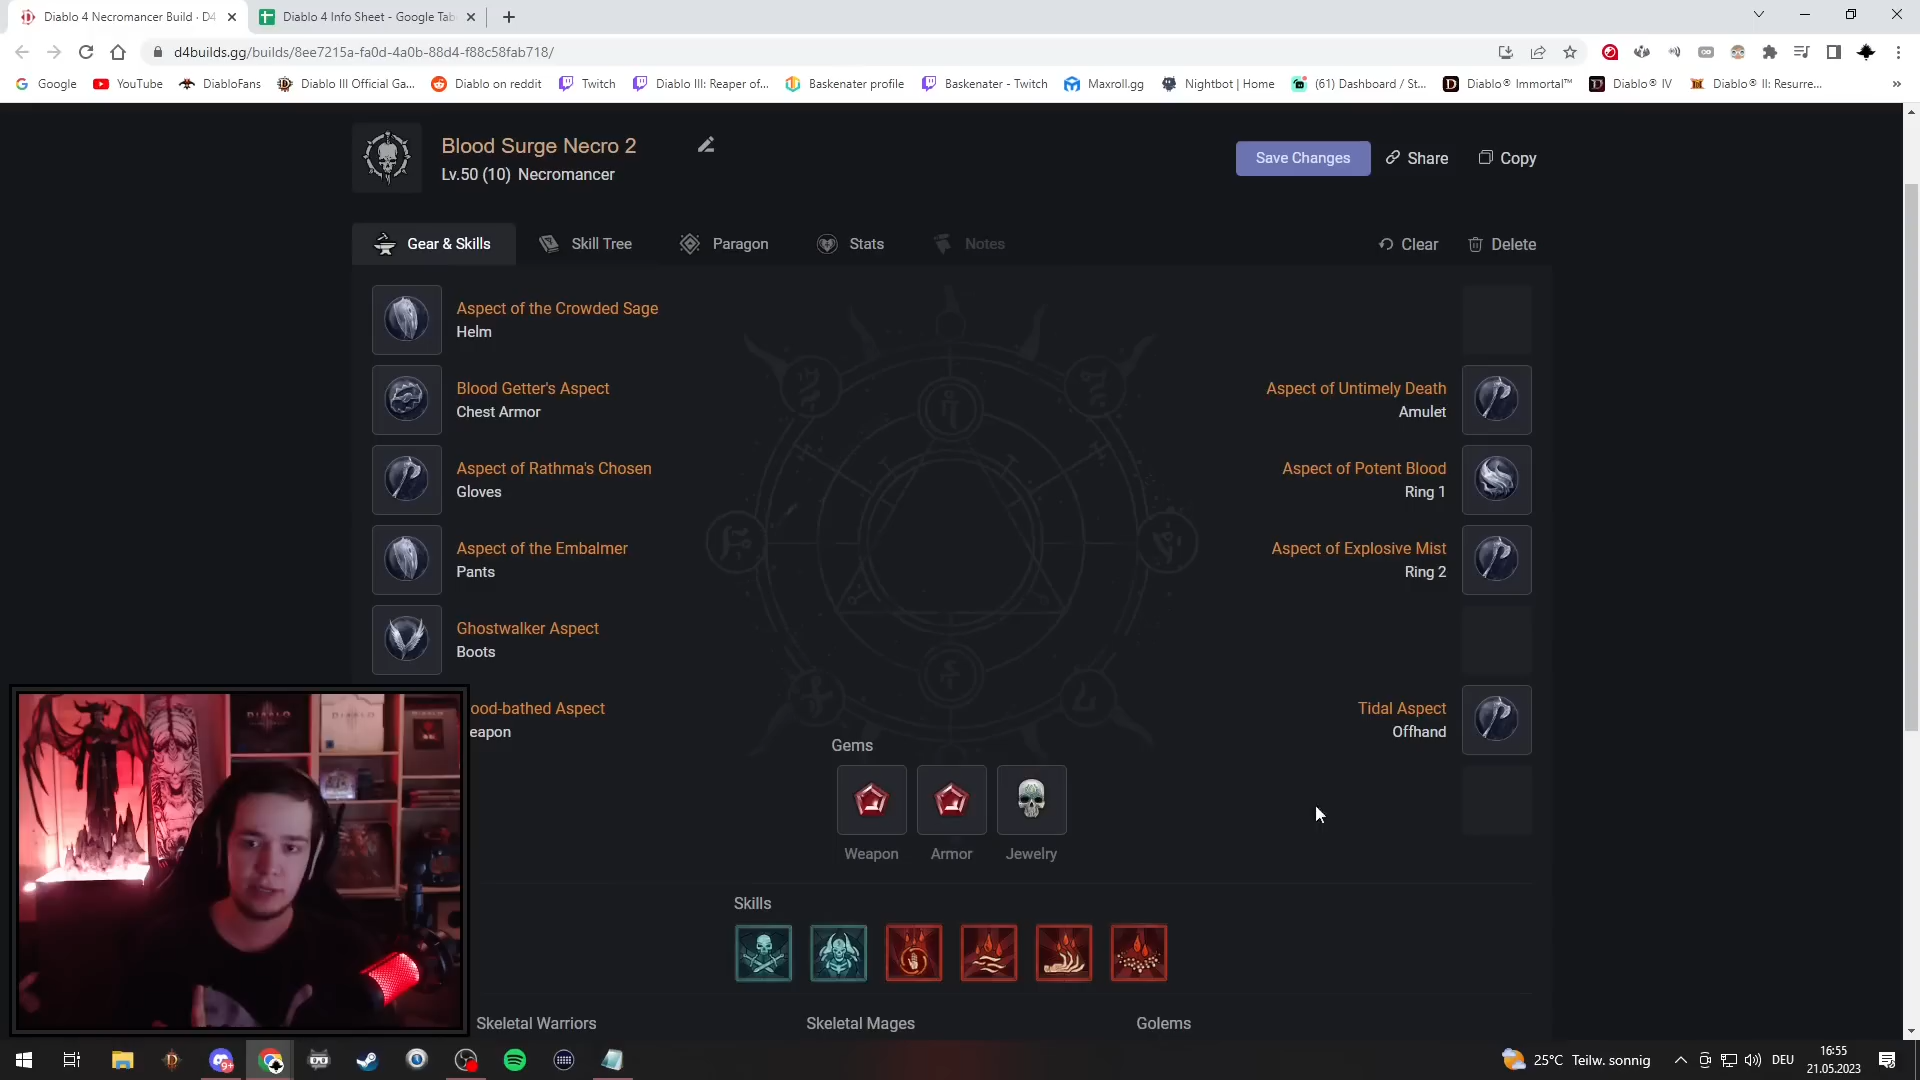 Diablo 4 Necromancer Build · D4
Diablo 4 Info Sheet - Google Tab
d4builds.gg/builds/8ee7215a-fa0d-4a0b-88d4-f88c58fab718/
Google
YouTube
DiabloFans
Diablo III Official Ga...
Diablo on reddit
Twitch
Diablo III: Reaper of...
Baskenater profile
Baskenater - Twitch
Maxroll.gg
Nightbot | Home
(61) Dashboard / St...
Diablo® Immortal™
Diablo® IV
Diablo® II: Resurre...
»
Blood Surge Necro 2
Lv.50 (10) Necromancer
Save Changes
Share
Copy
Gear & Skills
Skill Tree
Paragon
Stats
Notes
Clear
Delete
Aspect of the Crowded Sage
Helm
Blood Getter's Aspect
Chest Armor
Aspect of Untimely Death
Amulet
Aspect of Rathma's Chosen
Gloves
Aspect of Potent Blood
Ring 1
Aspect of the Embalmer
Pants
Aspect of Explosive Mist
Ring 2
Ghostwalker Aspect
Boots
ood-bathed Aspect
eapon
Tidal Aspect
Offhand
Gems
Weapon
Armor
Jewelry
Skills
Skeletal Warriors
Skeletal Mages
Golems
9+
25°C Teilw. sonnig
DEU
16:55
21.05.2023